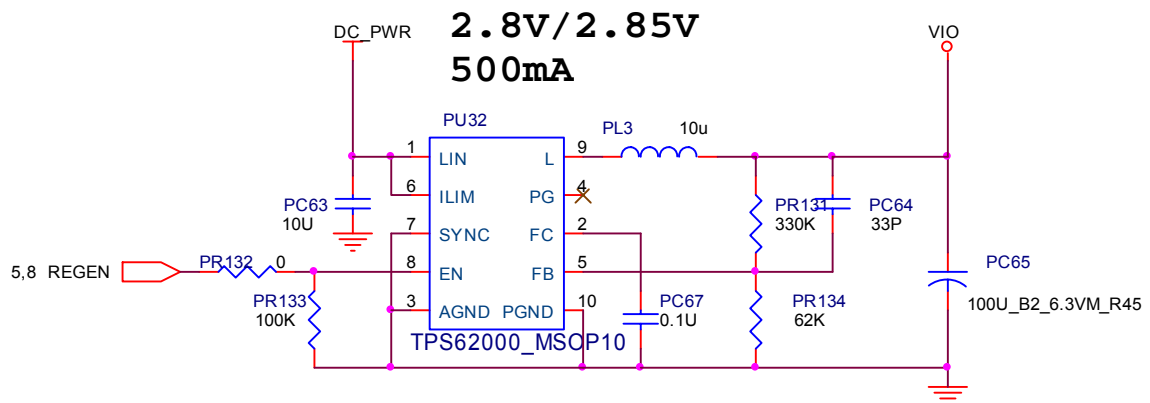 2.8V/2.85V
DC_PWR
VIO
500mA
PU32
PL3
10u
1
LIN
L
9
6
ILIM
PG
4
PC63
10U
PR131
330K
PC64
33P
7
SYNC
FC
2
5,8 REGEN
PR132
0
8
EN
FB
5
PC65
PR133
100K
3
AGND
PGND
10
PC67
0.1U
PR134
62K
100U_B2_6.3VM_R45
TPS62000_MSOP10